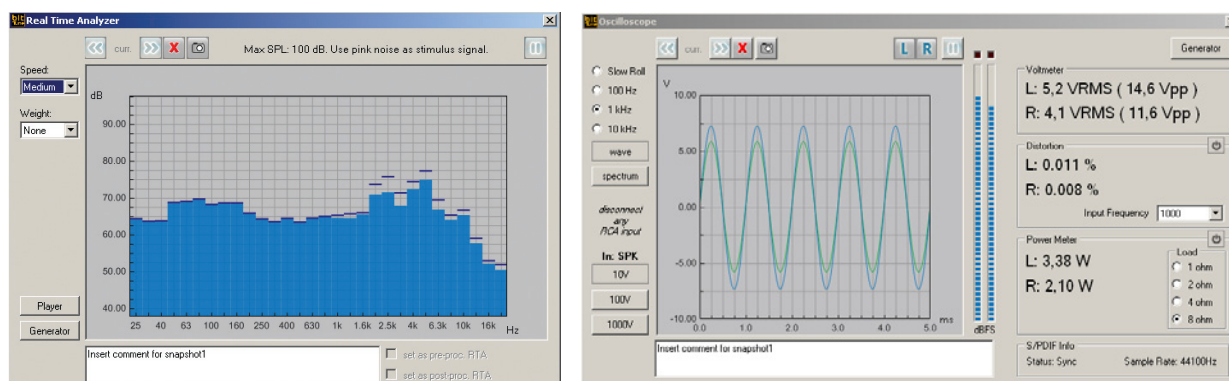 Real Time Analyzer
curr.
Max SPL: 100 dB. Use pink noise as stimulus signal.
Speed:
Medium
Weight:
None
dB
90.00
80.00
70.00
60.00
50.00
40.00
25 40 63 100 160 250 400 630 1k 1.6k 2.5k 4k 6.3k 10k 16k Hz
Player
Generator
Insert comment for snapshot1
set as pre-proc. RTA
set as post-proc. RTA
Oscilloscope
curr.
L R
Generator
Slow Roll
100 Hz
1 kHz
10 kHz
wave
spectrum
disconnect
any
RCA input
In: SPK
10V
100V
1000V
V
10.00
5.00
0.00
-5.00
-10.00
0.0 1.0 2.0 3.0 4.0 5.0
ms
dBFS
Insert comment for snapshot1
Voltmeter
L: 5,2 VRMS ( 14,6 Vpp )
R: 4,1 VRMS ( 11,6 Vpp )
Distortion
L: 0.011 %
R: 0.008 %
Input Frequency 1000
Power Meter
L: 3,38 W
R: 2,10 W
Load
1 ohm
2 ohm
4 ohm
8 ohm
S/PDIF Info
Status: Sync Sample Rate: 44100Hz